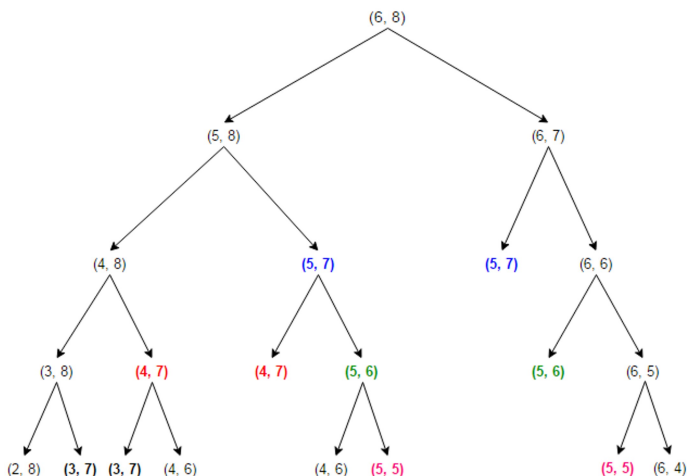 (6, 8)
(5, 8) (6, 7)
(4, 8) (5, 7) (5, 7) (6, 6)
(3, 8) (4, 7) (4, 7) (5, 6) (5, 6) (6, 5)
(2, 8) (3, 7) (3, 7) (4, 6) (4, 6) (5, 5) (5, 5) (6, 4)